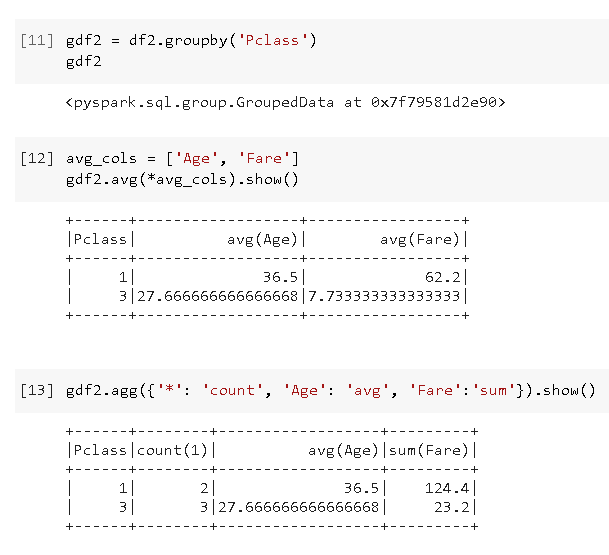 [11] gdf2 = df2.groupby('Pclass')
gdf2
<pyspark.sql.group.GroupedData at 0x7f79581d2e90>
[12] avg_cols = ['Age', 'Fare']
gdf2.avg(*avg_cols).show()
+------+------------------+-----------------+
|Pclass|          avg(Age)|        avg(Fare)|
+------+------------------+-----------------+
|     1|              36.5|             62.2|
|     3|27.666666666666668|7.733333333333333|
+------+------------------+-----------------+
[13] gdf2.agg({'*': 'count', 'Age': 'avg', 'Fare':'sum'}).show()
+------+--------+------------------+---------+
|Pclass|count(1)|          avg(Age)|sum(Fare)|
+------+--------+------------------+---------+
|     1|       2|              36.5|    124.4|
|     3|       3|27.666666666666668|     23.2|
+------+--------+------------------+---------+